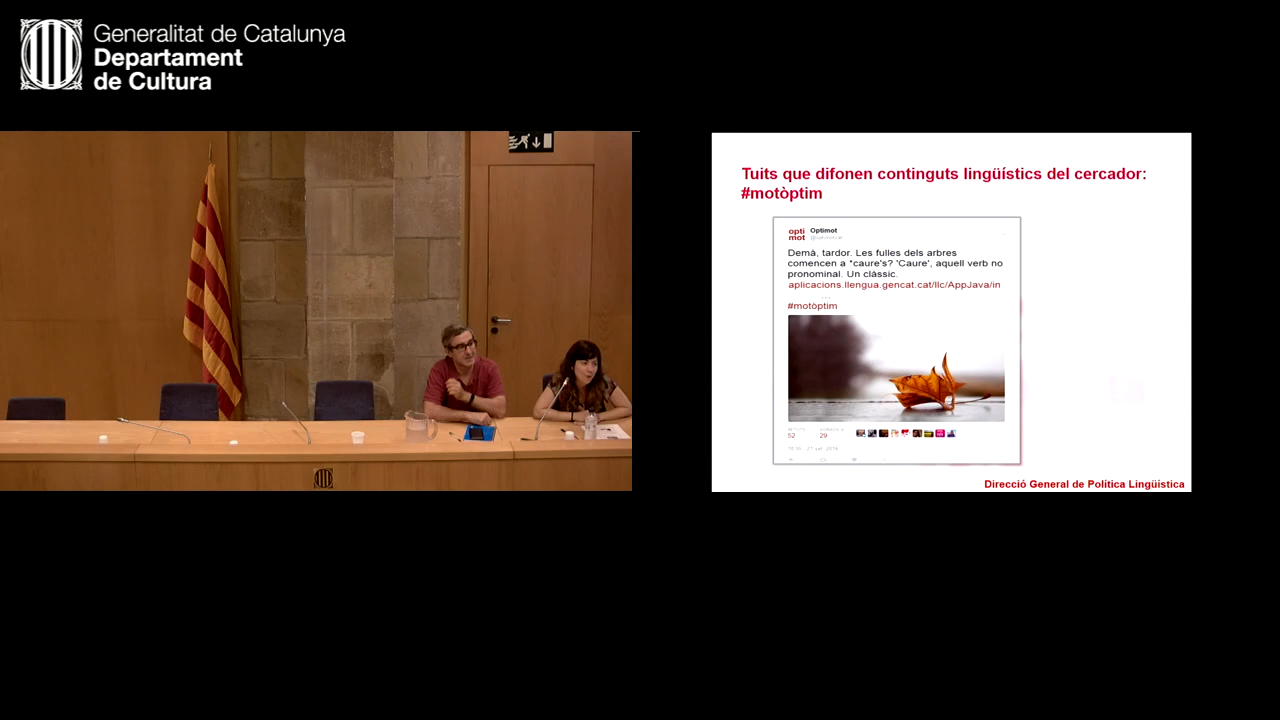 Generalitat de Catalunya
Departament
de Cultura
Tuits que difonen continguts lingüístics del cercador:
#motòptim
opti
mot
Optimot
Demà, tardor. Les fulles dels arbres
comencen a *caure's? 'Caure', aquell verb no
pronominal. Un clàssic.
aplicacions.llengua.gencat.cat/llc/AppJava/in
...
#motòptim
52 29
Direcció General de Política Lingüística